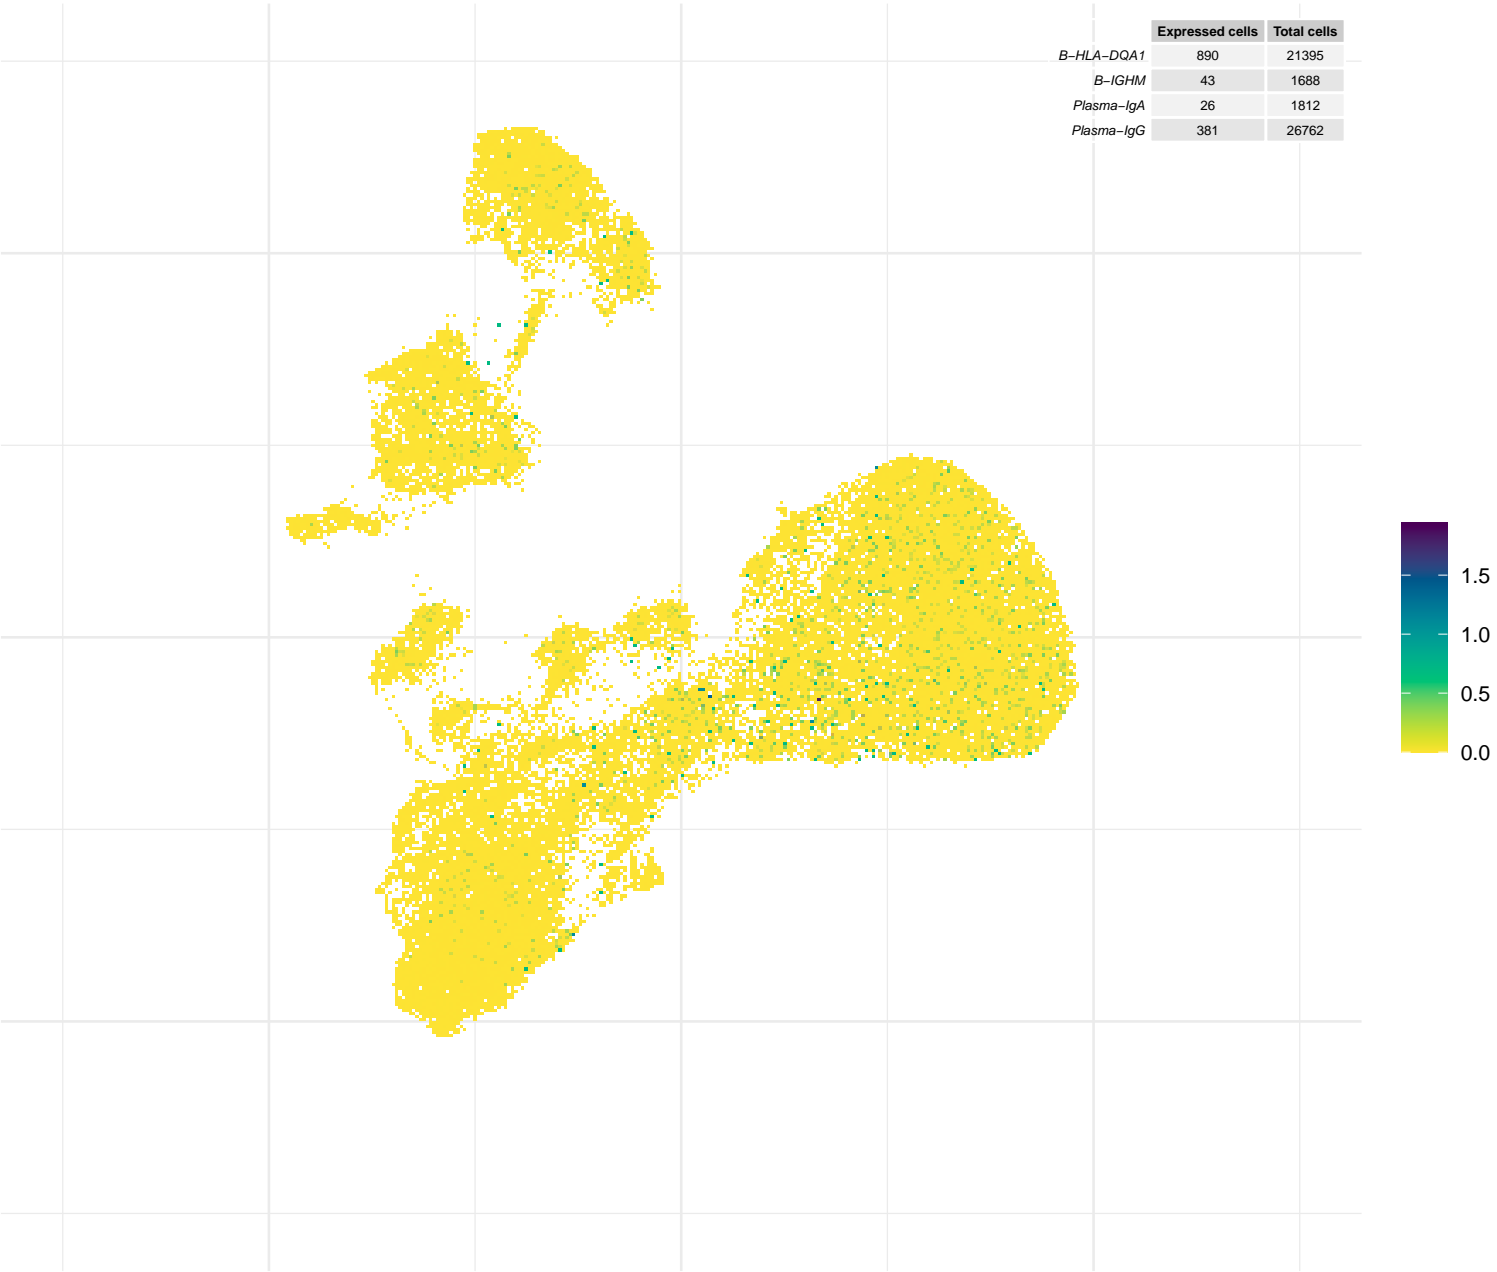 Expressed cells Total cells
B−HLA−DQA1 890 21395
B−IGHM 43 1688
Plasma−IgA 26 1812
Plasma−IgG 381 26762
1.5
1.0
0.5
0.0